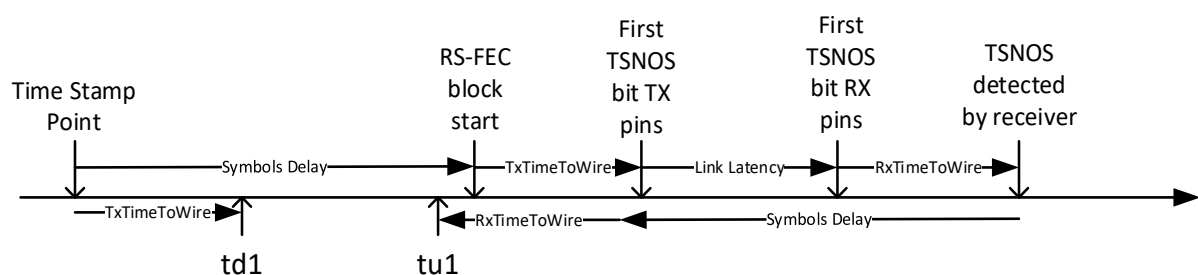 Time Stamp
Point
RS-FEC
block
start
First
TSNOS
bit TX
pins
First
TSNOS
bit RX
pins
TSNOS
detected
by receiver
Symbols Delay
TxTimeToWire
Link Latency
RxTimeToWire
TxTimeToWire
RxTimeToWire
Symbols Delay
td1
tu1